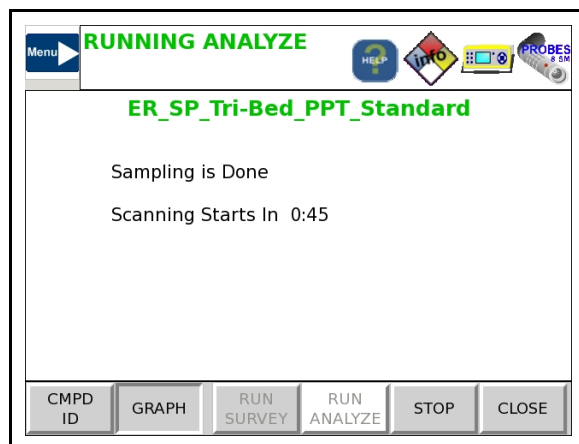 Menu
RUNNING ANALYZE
HELP
info
PROBES
& SM
ER_SP_Tri-Bed_PPT_Standard
Sampling is Done
Scanning Starts In 0:45
CMPD
ID
GRAPH
RUN
SURVEY
RUN
ANALYZE
STOP
CLOSE